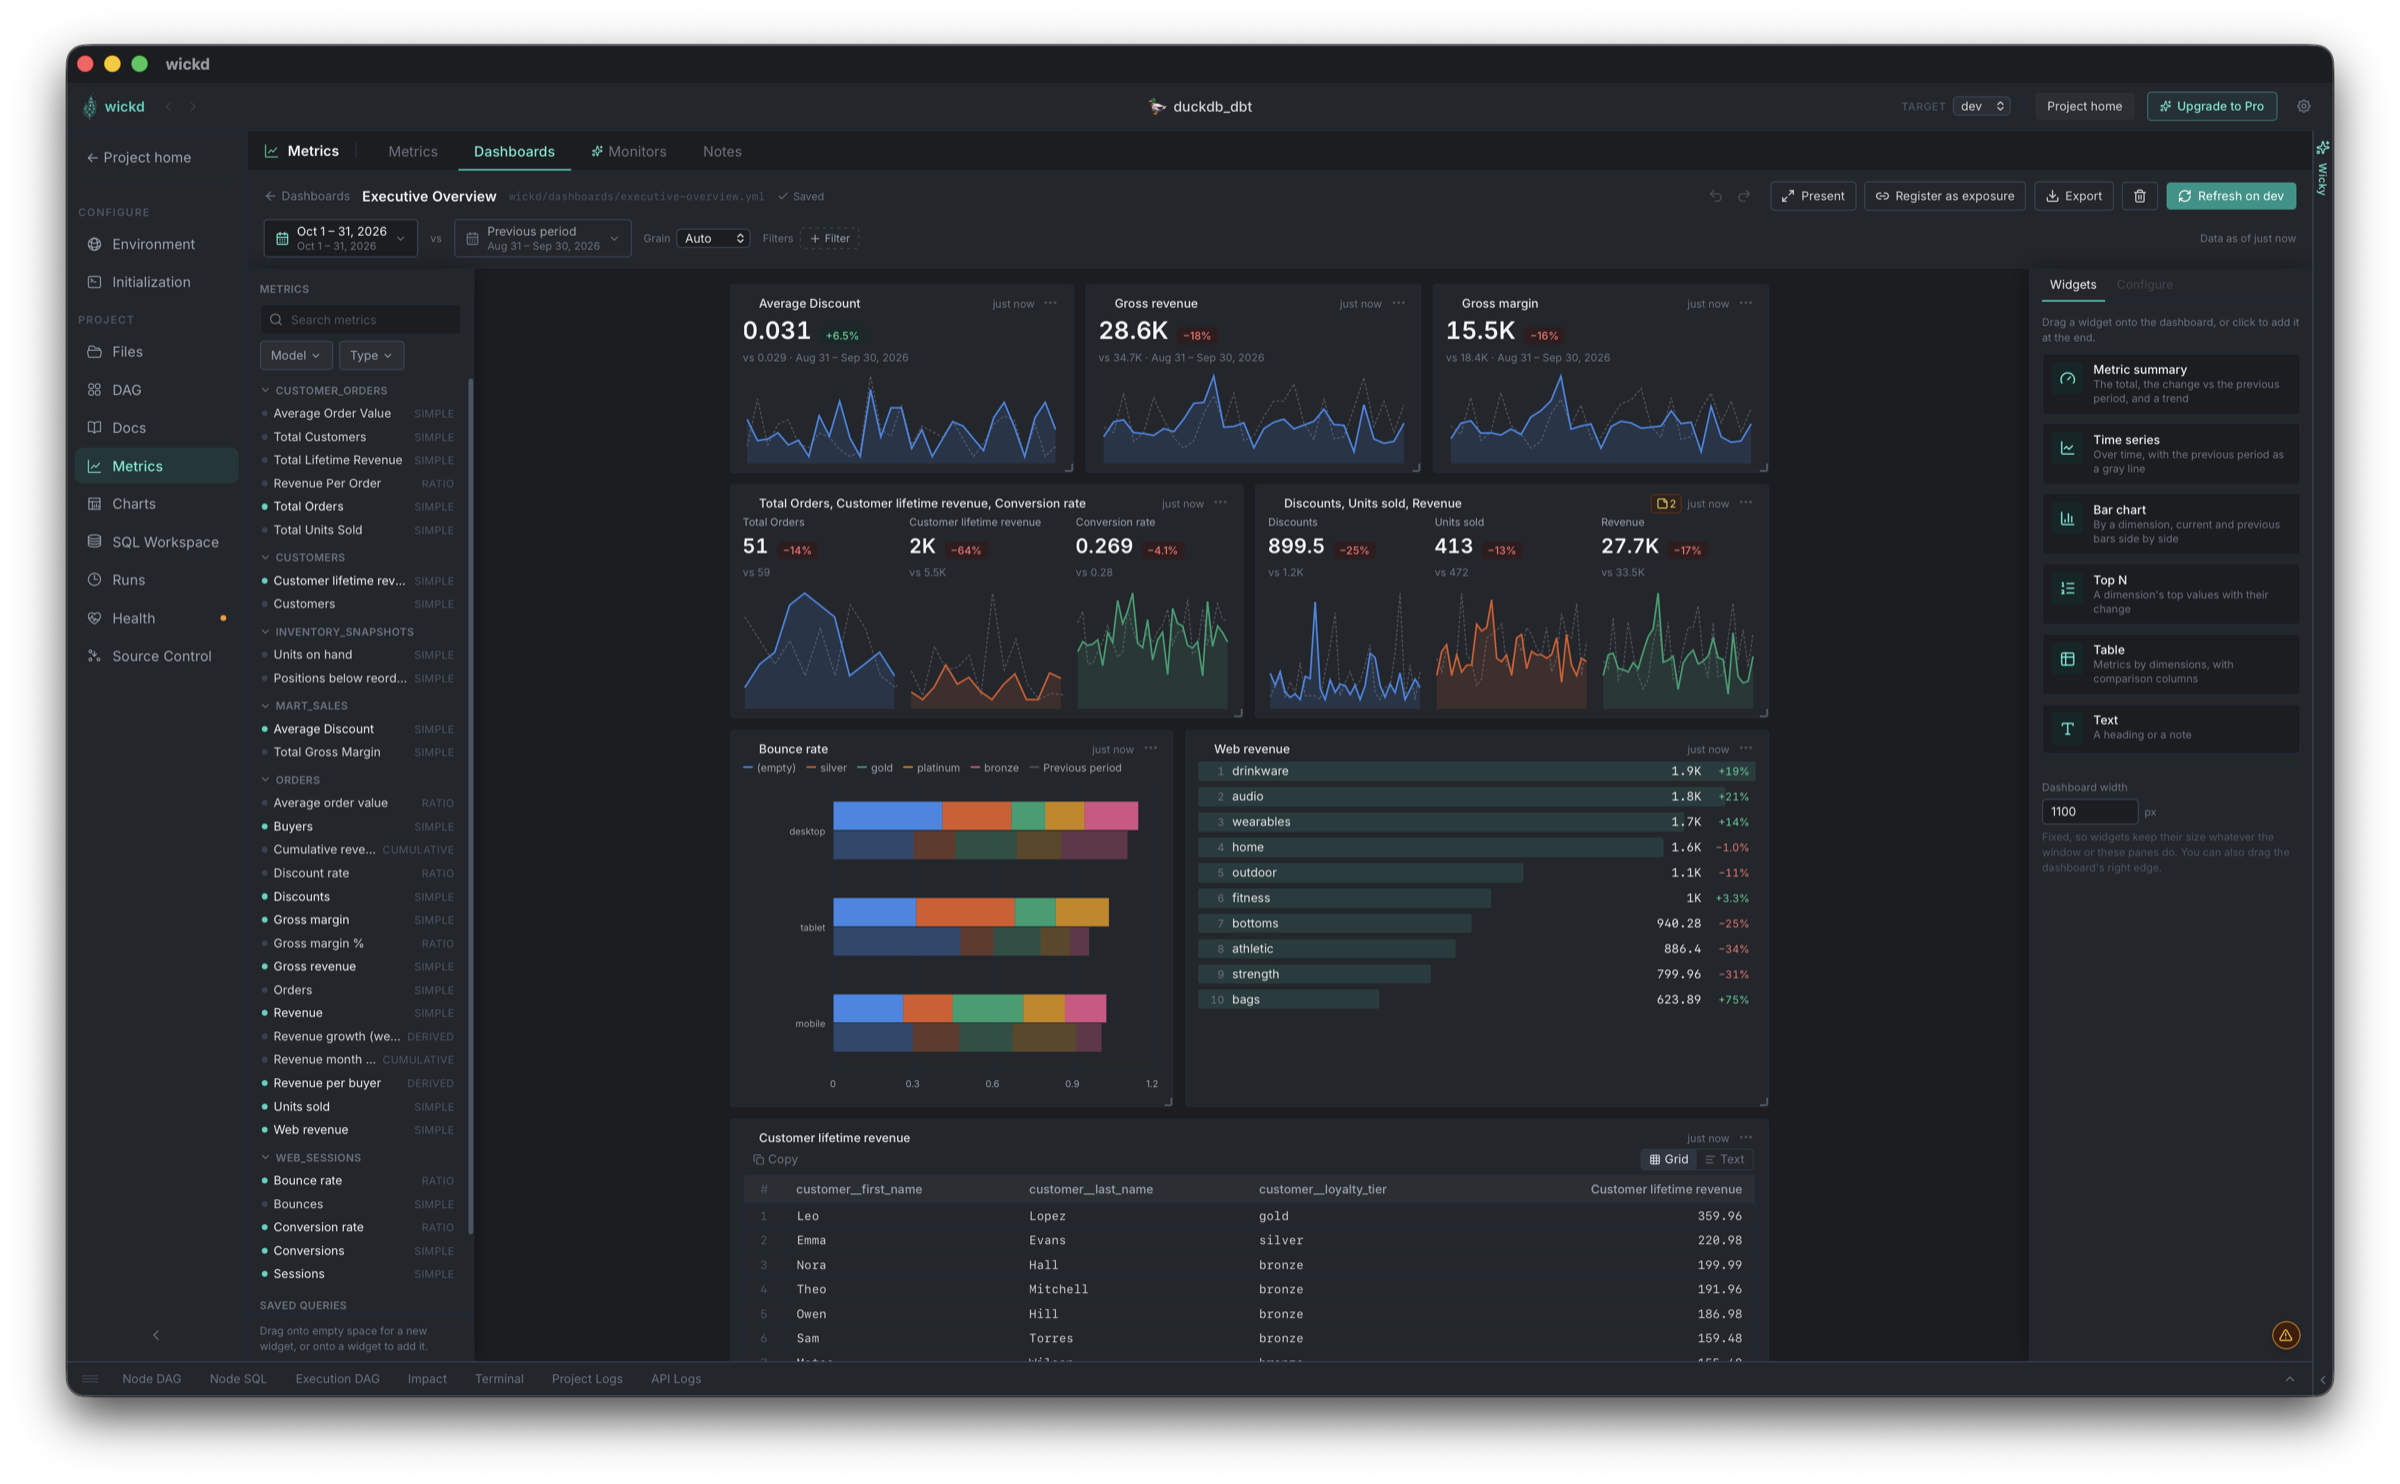 wickd
wickd
duckdb_dbt
TARGET dev
Project home
Upgrade to Pro
Project home
CONFIGURE
Environment
Initialization
PROJECT
Files
DAG
Docs
Metrics
Charts
SQL Workspace
Runs
Health
Source Control
Metrics
Metrics
Dashboards
Monitors
Notes
Dashboards
Executive Overview
wickd/dashboards/executive-overview.yml
Saved
Present
Register as exposure
Export
Refresh on dev
Oct 1 – 31, 2026
Oct 1 – 31, 2026
vs
Previous period
Aug 31 – Sep 30, 2026
Grain
Auto
Filters
+ Filter
Data as of just now
METRICS
Search metrics
Model
Type
CUSTOMER_ORDERS
Average Order Value SIMPLE
Total Customers SIMPLE
Total Lifetime Revenue SIMPLE
Revenue Per Order RATIO
Total Orders SIMPLE
Total Units Sold SIMPLE
CUSTOMERS
Customer lifetime rev... SIMPLE
Customers SIMPLE
INVENTORY_SNAPSHOTS
Units on hand SIMPLE
Positions below reord... SIMPLE
MART_SALES
Average Discount SIMPLE
Total Gross Margin SIMPLE
ORDERS
Average order value RATIO
Buyers SIMPLE
Cumulative reve... CUMULATIVE
Discount rate RATIO
Discounts SIMPLE
Gross margin SIMPLE
Gross margin % RATIO
Gross revenue SIMPLE
Orders SIMPLE
Revenue SIMPLE
Revenue growth (we... DERIVED
Revenue month ... CUMULATIVE
Revenue per buyer DERIVED
Units sold SIMPLE
Web revenue SIMPLE
WEB_SESSIONS
Bounce rate RATIO
Bounces SIMPLE
Conversion rate RATIO
Conversions SIMPLE
Sessions SIMPLE
SAVED QUERIES
Drag onto empty space for a new
widget, or onto a widget to add it.
Average Discount just now
0.031 +6.5%
vs 0.029 · Aug 31 – Sep 30, 2026
Gross revenue just now
28.6K −18%
vs 34.7K · Aug 31 – Sep 30, 2026
Gross margin just now
15.5K −16%
vs 18.4K · Aug 31 – Sep 30, 2026
Total Orders, Customer lifetime revenue, Conversion rate just now
Total Orders
51 −14%
vs 59
Customer lifetime revenue
2K −64%
vs 5.5K
Conversion rate
0.269 −4.1%
vs 0.28
Discounts, Units sold, Revenue 2 just now
Discounts
899.5 −25%
vs 1.2K
Units sold
413 −13%
vs 472
Revenue
27.7K −17%
vs 33.5K
Bounce rate just now
(empty) silver gold platinum bronze Previous period
desktop
tablet
mobile
0 0.3 0.6 0.9 1.2
Web revenue just now
1 drinkware 1.9K +19%
2 audio 1.8K +21%
3 wearables 1.7K +14%
4 home 1.6K −1.0%
5 outdoor 1.1K −11%
6 fitness 1K +3.3%
7 bottoms 940.28 −25%
8 athletic 886.4 −34%
9 strength 799.96 −31%
10 bags 623.89 +75%
Customer lifetime revenue just now
Copy
Grid Text
# customer__first_name customer__last_name customer__loyalty_tier Customer lifetime revenue
1 Leo Lopez gold 359.96
2 Emma Evans silver 220.98
3 Nora Hall bronze 199.99
4 Theo Mitchell bronze 191.96
5 Owen Hill bronze 186.98
6 Sam Torres bronze 159.48
Widgets
Configure
Drag a widget onto the dashboard, or click to add it
at the end.
Metric summary
The total, the change vs the previous
period, and a trend
Time series
Over time, with the previous period as
a gray line
Bar chart
By a dimension, current and previous
bars side by side
Top N
A dimension's top values with their
change
Table
Metrics by dimensions, with
comparison columns
Text
A heading or a note
Dashboard width
1100 px
Fixed, so widgets keep their size whatever the
window or these panes do. You can also drag the
dashboard's right edge.
Wicky
Node DAG
Node SQL
Execution DAG
Impact
Terminal
Project Logs
API Logs